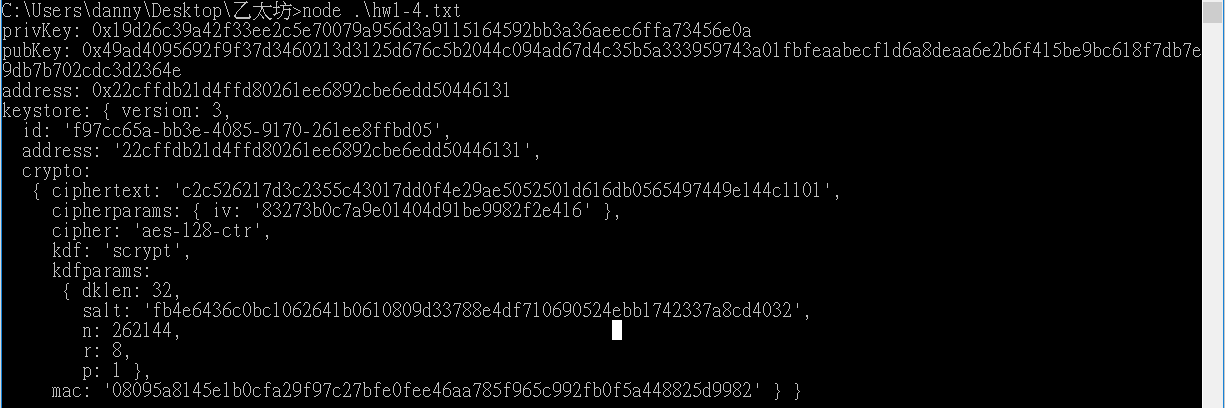 C:\Users\danny\Desktop\乙太坊>node .\hw1-4.txt
privKey: 0x19d26c39a42f33ee2c5e70079a956d3a9115164592bb3a36aeec6ffa73456e0a
pubKey: 0x49ad4095692f9f37d3460213d3125d676c5b2044c094ad67d4c35b5a333959743a01fbfeaabecf1d6a8deaa6e2b6f415be9bc618f7db7e
9db7b702cdc3d2364e
address: 0x22cffdb21d4ffd80261ee6892cbe6edd50446131
keystore: { version: 3,
  id: 'f97cc65a-bb3e-4085-9170-261ee8ffbd05',
  address: '22cffdb21d4ffd80261ee6892cbe6edd50446131',
  crypto:
   { ciphertext: 'c2c526217d3c2355c43017dd0f4e29ae5052501d616db0565497449e144c1101',
     cipherparams: { iv: '83273b0c7a9e01404d91be9982f2e416' },
     cipher: 'aes-128-ctr',
     kdf: 'scrypt',
     kdfparams:
      { dklen: 32,
        salt: 'fb4e6436c0bc1062641b0610809d33788e4df710690524ebb1742337a8cd4032',
        n: 262144,
        r: 8,
        p: 1 },
     mac: '08095a8145e1b0cfa29f97c27bfe0fee46aa785f965c992fb0f5a448825d9982' } }